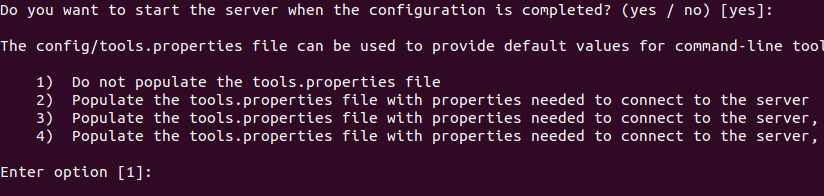 Do you want to start the server when the configuration is completed? (yes / no) [yes]:
The config/tools.properties file can be used to provide default values for command-line tool
1) Do not populate the tools.properties file
2) Populate the tools.properties file with properties needed to connect to the server
3) Populate the tools.properties file with properties needed to connect to the server,
4) Populate the tools.properties file with properties needed to connect to the server,
Enter option [1]: